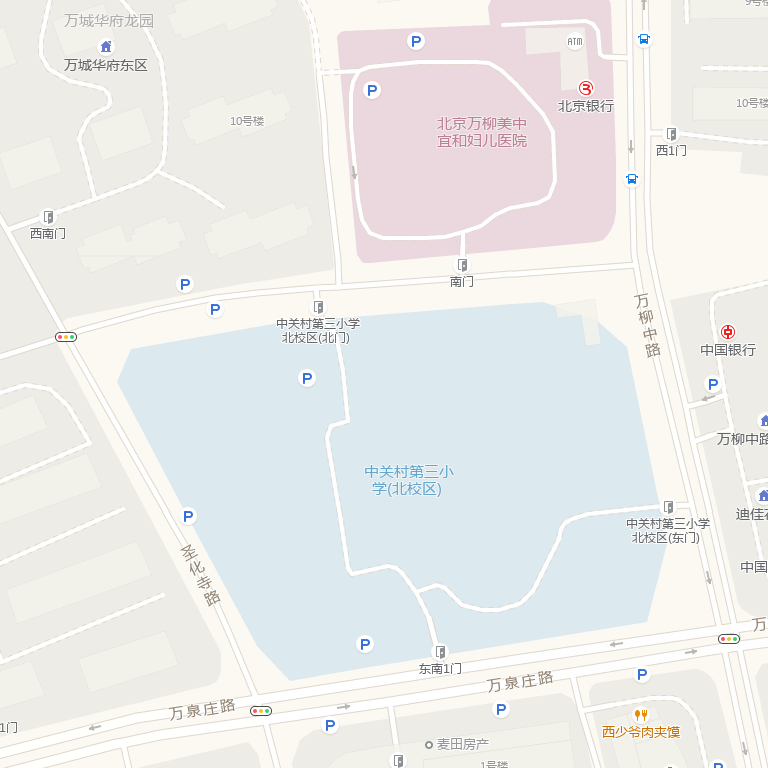 9号楼
万城华府龙园
P
ATM
万城华府东区
P
北京银行
10号楼
10号楼
北京万柳美中
宜和妇儿医院
西1门
西南门
南门
P
P
万柳中路
中关村第三小学
北校区(北门)
中国银行
P
P
万柳中路
中关村第三小
学(北校区)
迪佳
P
中关村第三小学
北校区(东门)
圣化寺路
中国
P
东南1门
万
P
万泉庄路
万泉庄路
P
P
1门
西少爷肉夹馍
麦田房产
1号楼
P